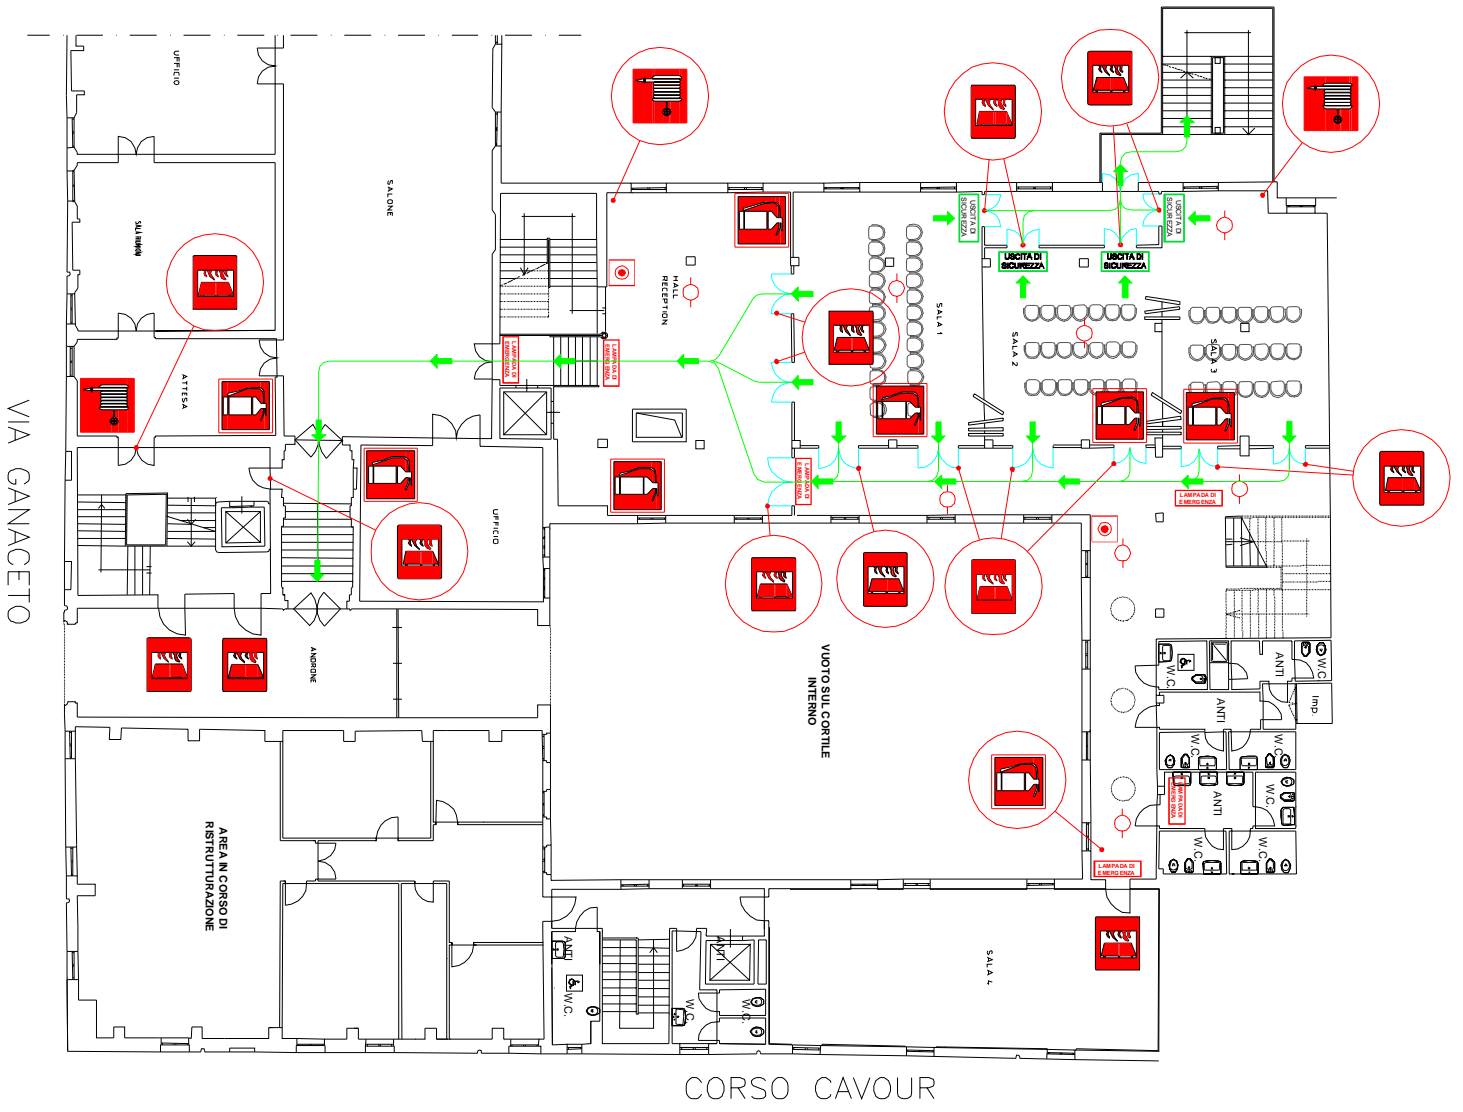 UFFICIO
SALONE
SALA RIUNIONI
ATTESA
HALL
RECEPTION
SALA 1
SALA 2
SALA 3
USCITA DI
SICUREZZA
USCITA DI
SICUREZZA
USCITA DI
SICUREZZA
USCITA DI
SICUREZZA
LAMPADA DI
EMERGENZA
LAMPADA DI
EMERGENZA
LAMPADA DI
EMERGENZA
LAMPADA DI
EMERGENZA
VIA GANACETO
UFFICIO
ANDRONE
VUOTO SUL CORTILE
INTERNO
W.C.
ANTI
W.C.
Imp.
ANTI
W.C.
W.C.
LAMPADA DI
EMERGENZA
ANTI
W.C.
W.C.
W.C.
LAMPADA DI
EMERGENZA
AREA IN CORSO DI
RISTRUTTURAZIONE
ANTI
W.C.
ANTI
W.C.
W.C.
SALA 4
CORSO CAVOUR